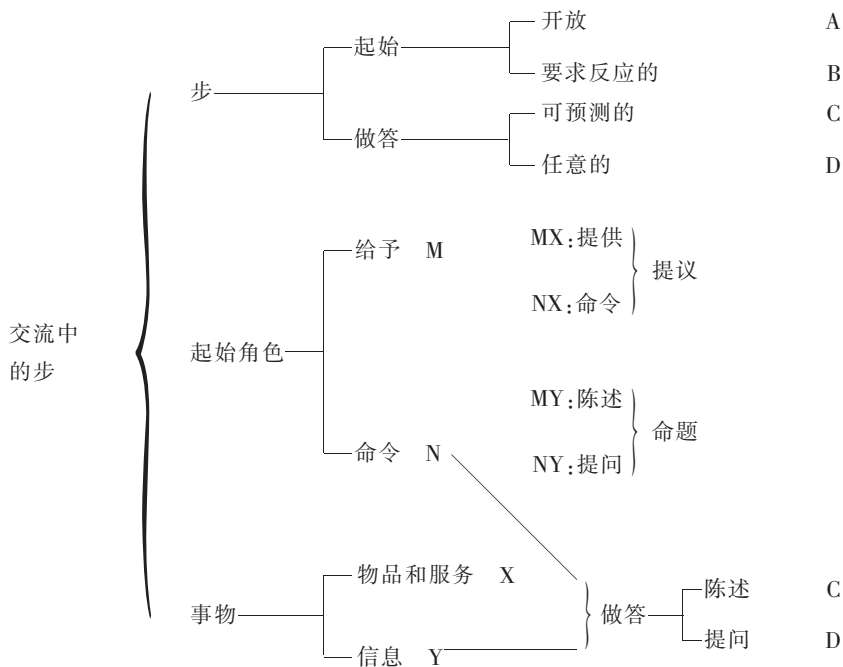 开放 A
起始
要求反应的 B
步
可预测的 C
做答
任意的 D
给予 M
MX:提供
提议
NX:命令
交流中
的步
起始角色
MY:陈述
命题
命令 N
NY:提问
物品和服务 X
陈述 C
事物
做答
提问 D
信息 Y